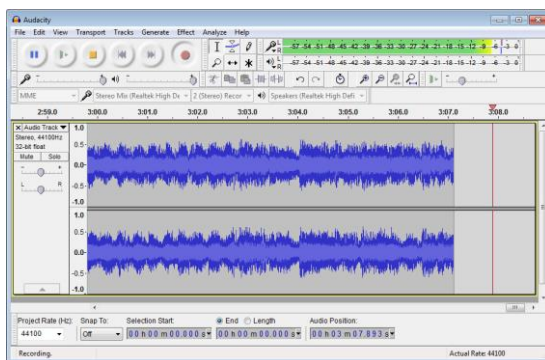 Audacity
File Edit View Transport Tracks Generate Effect Analyze Help
L R -57 -54 -51 -48 -45 -42 -39 -36 -33 -30 -27 -24 -21 -18 -15 -12 -9 -6 -3 0
L R -57 -54 -51 -48 -45 -42 -39 -36 -33 -30 -27 -24 -21 -18 -15 -12 -9 -6 -3 0
MME Stereo Mix (Realtek High De 2 (Stereo) Recor Speakers (Realtek High Defi
2:59.0 3:00.0 3:01.0 3:02.0 3:03.0 3:04.0 3:05.0 3:06.0 3:07.0 3:08.0
X Audio Track 1.0
Stereo, 44100Hz
32-bit float 0.5
Mute Solo
- + 0.0
L R -0.5
-1.0
1.0
0.5
0.0
-0.5
-1.0
Project Rate (Hz): Snap To: Selection Start: End Length Audio Position:
44100 Off 00 h 00 m 00.000 s 00 h 00 m 00.000 s 00 h 03 m 07.893 s
Recording. Actual Rate: 44100